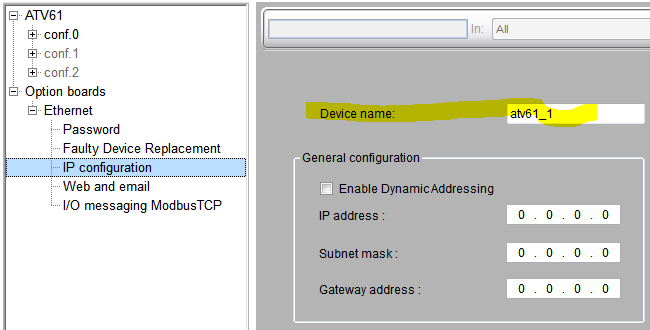 ATV61
conf.0
conf.1
conf.2
Option boards
Ethernet
Password
Faulty Device Replacement
IP configuration
Web and email
I/O messaging ModbusTCP
In: All
Device name: atv61_1
General configuration
Enable Dynamic Addressing
IP address : 0 . 0 . 0 . 0
Subnet mask : 0 . 0 . 0 . 0
Gateway address : 0 . 0 . 0 . 0